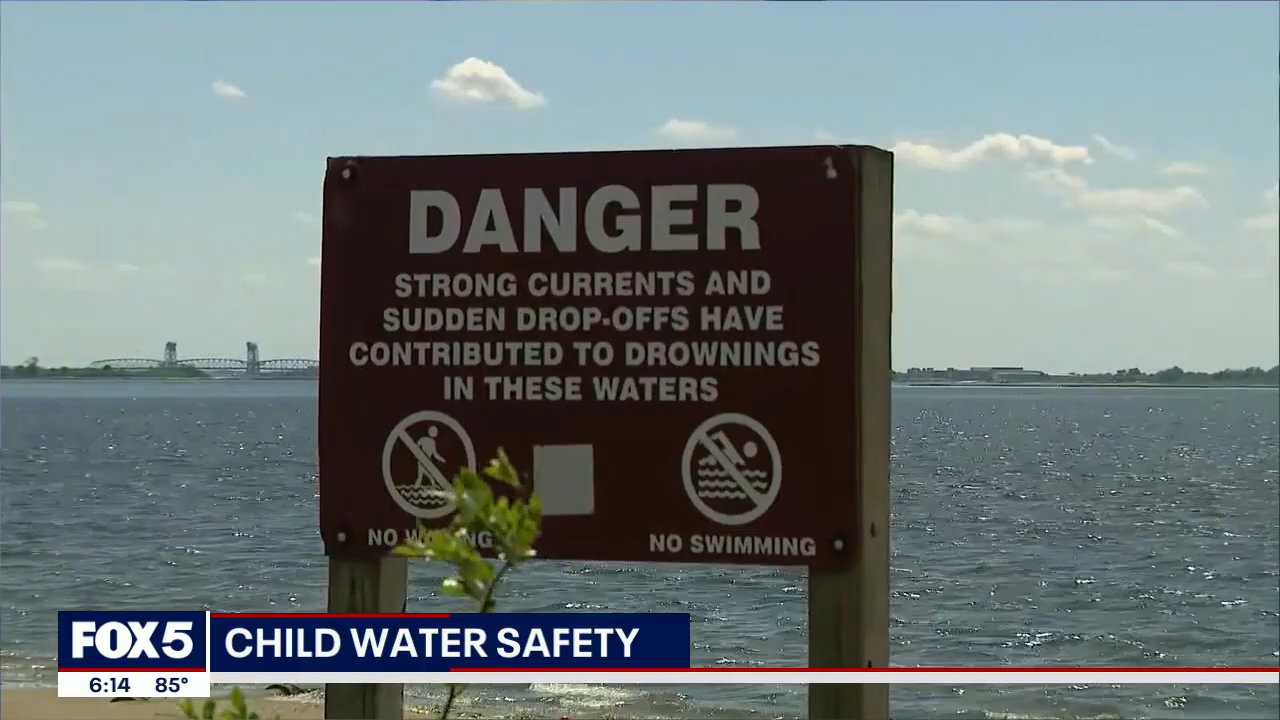 DANGER
STRONG CURRENTS AND
SUDDEN DROP-OFFS HAVE
CONTRIBUTED TO DROWNINGS
IN THESE WATERS
NO
NO SWIMMING
FOX5 CHILD WATER SAFETY
6:14 85°